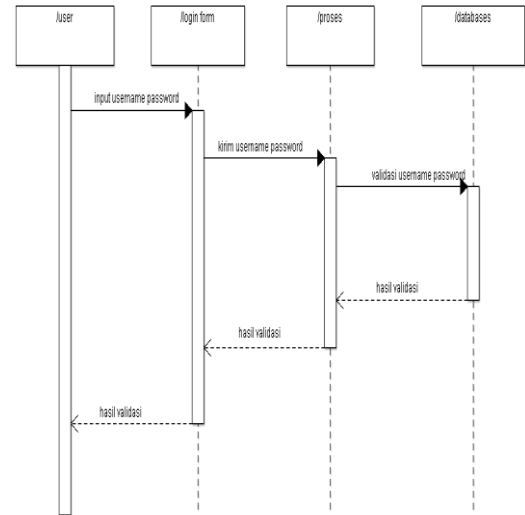 /user
/login form
/proses
/databases
input username password
kirim username password
validasi username password
hasil validasi
hasil validasi
hasil validasi